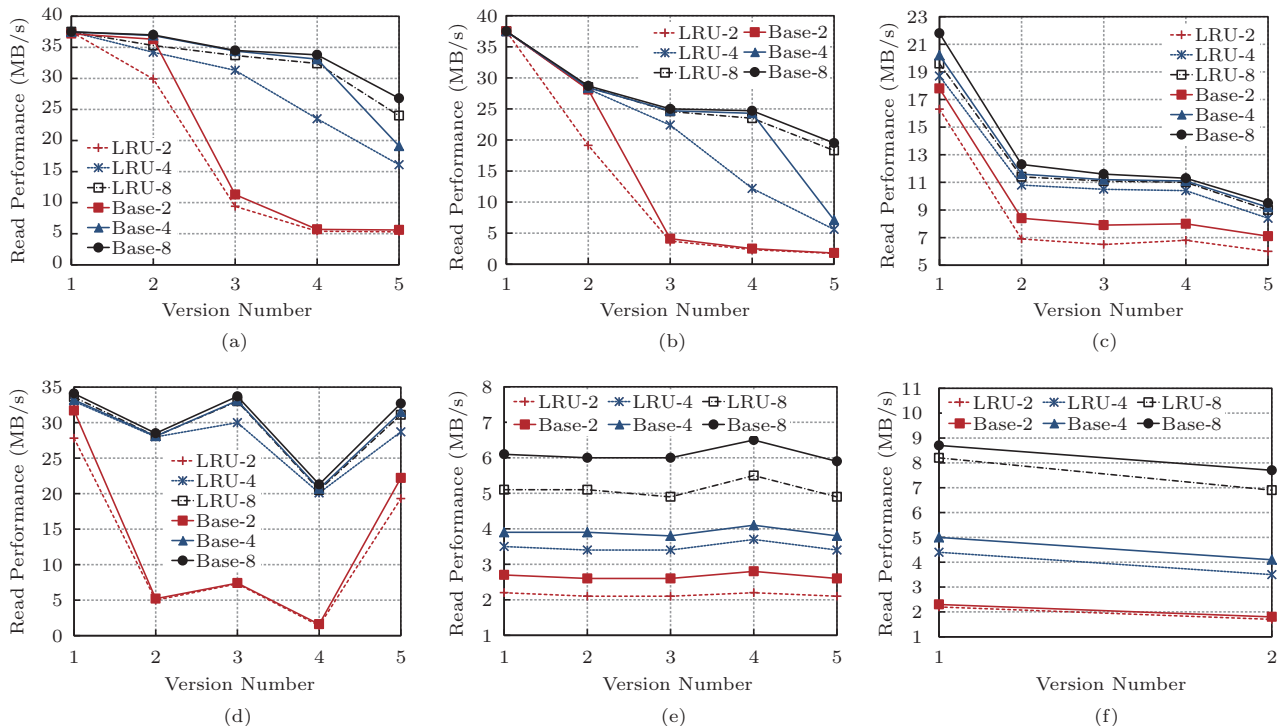 Read Performance (MB/s)
40
35
30
25
20
15
10
5
0
LRU-2
LRU-4
LRU-8
Base-2
Base-4
Base-8
1 2 3 4 5
Version Number
(a)
Read Performance (MB/s)
40
35
30
25
20
15
10
5
0
LRU-2 Base-2
LRU-4 Base-4
LRU-8 Base-8
1 2 3 4 5
Version Number
(b)
Read Performance (MB/s)
23
21
19
17
15
13
11
9
7
5
LRU-2
LRU-4
LRU-8
Base-2
Base-4
Base-8
1 2 3 4 5
Version Number
(c)
Read Performance (MB/s)
35
30
25
20
15
10
5
0
LRU-2
LRU-4
LRU-8
Base-2
Base-4
Base-8
1 2 3 4 5
Version Number
(d)
Read Performance (MB/s)
8
7
6
5
4
3
2
1
LRU-2 LRU-4 LRU-8
Base-2 Base-4 Base-8
1 2 3 4 5
Version Number
(e)
Read Performance (MB/s)
11
10
9
8
7
6
5
4
3
2
1
LRU-2 LRU-4 LRU-8
Base-2 Base-4 Base-8
1 2
Version Number
(f)